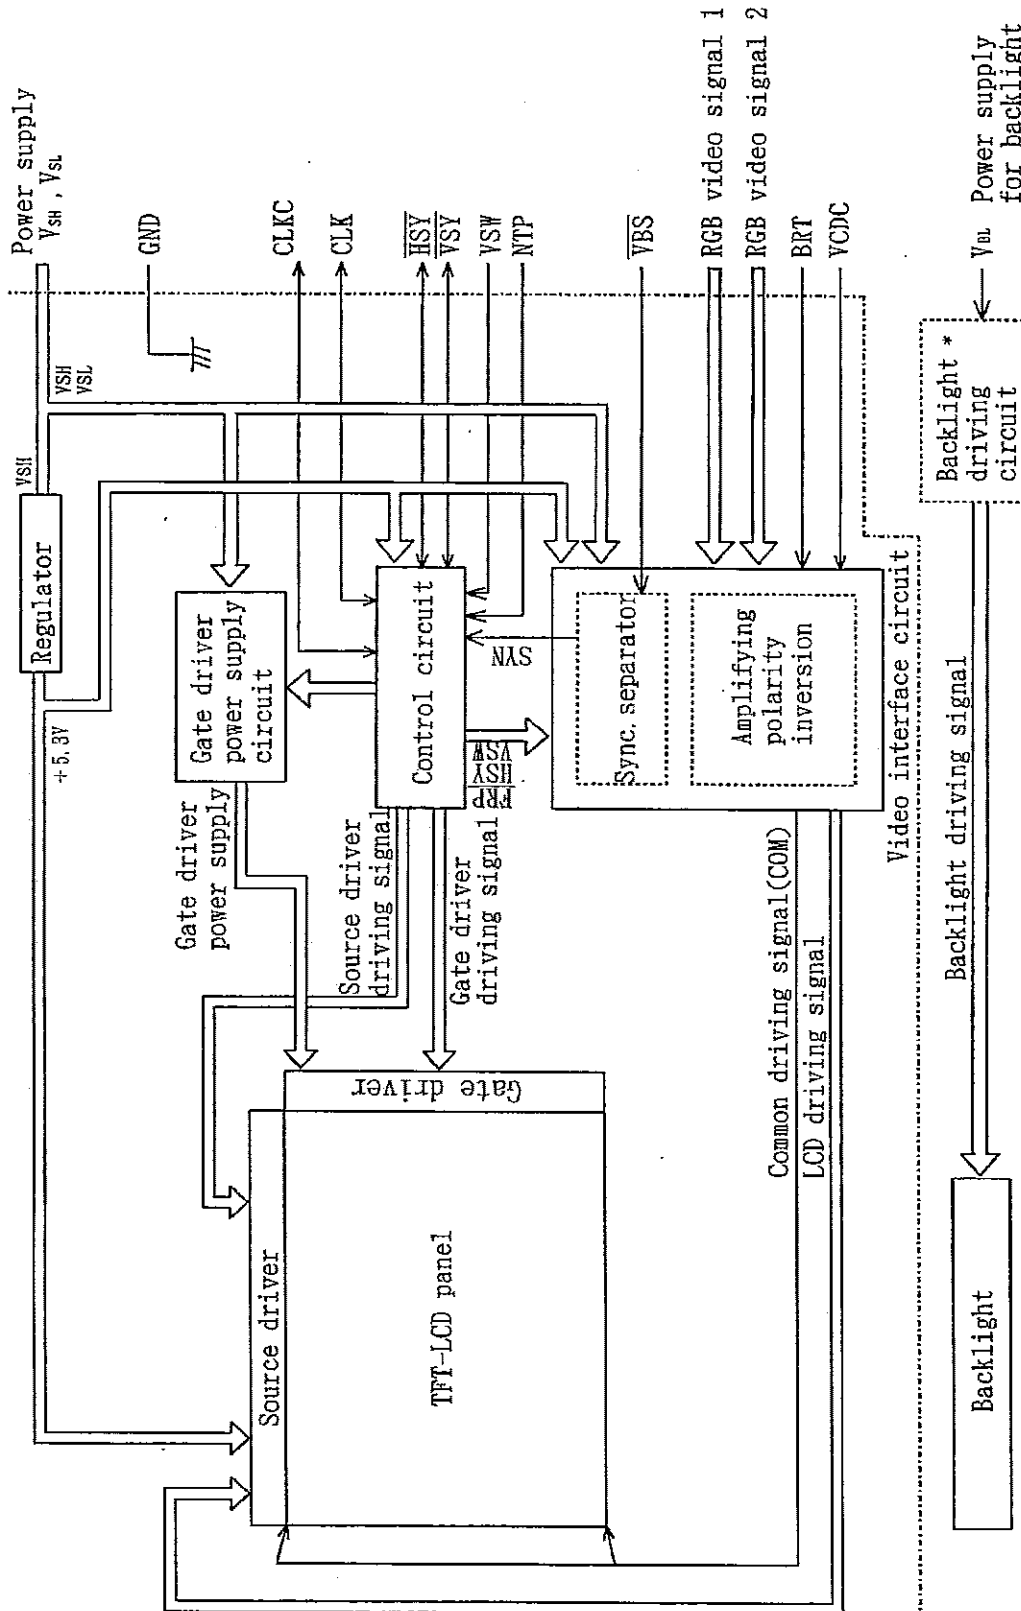 Power supply
VSH , VSL
GND
CLKC
CLK
HSY
VSY
VSW
NTP
VBS
RGB video signal 1
RGB video signal 2
BRT
VCDC
VBL
Power supply
for backlight
VSH
VSL
VSH
Regulator
+5,3V
Gate driver
power supply
circuit
Gate driver
power supply
Control circuit
Source driver
driving signal
Gate driver
driving signal
SYN
FRP
HSY
VSW
Sync. separator
Amplifying
polarity
inversion
Video interface circuit
Common driving signal(COM)
LCD driving signal
Source driver
Gate driver
TFT-LCD panel
Backlight *
driving
circuit
Backlight driving signal
Backlight